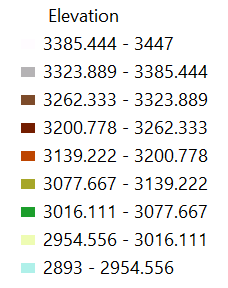 Elevation
3385.444 - 3447
3323.889 - 3385.444
3262.333 - 3323.889
3200.778 - 3262.333
3139.222 - 3200.778
3077.667 - 3139.222
3016.111 - 3077.667
2954.556 - 3016.111
2893 - 2954.556